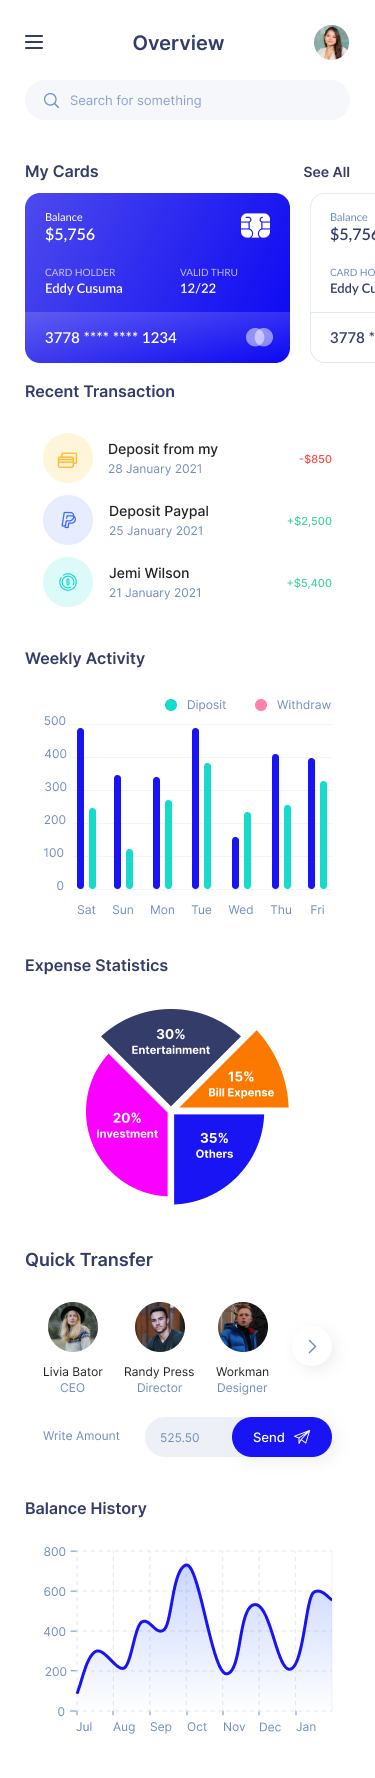 Overview
Search for something
My Cards
See All
Balance
$5,756
CARD HOLDER
VALID THRU
Eddy Cusuma
12/22
3778 **** **** 1234
Balance
$5,756
CARD HO
Eddy Cu
3778 *
Recent Transaction
Deposit from my
28 January 2021
-$850
Deposit Paypal
25 January 2021
+$2,500
Jemi Wilson
21 January 2021
+$5,400
Weekly Activity
Diposit
Withdraw
500
400
300
200
100
0
Sat Sun Mon Tue Wed Thu Fri
Expense Statistics
30%
Entertainment
15%
Bill Expense
20%
Investment
35%
Others
Quick Transfer
Livia Bator
CEO
Randy Press
Director
Workman
Designer
Write Amount
525.50
Send
Balance History
800
600
400
200
0
Jul Aug Sep Oct Nov Dec Jan